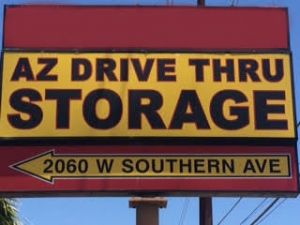 AZ DRIVE THRU
STORAGE
2060 W SOUTHERN AVE